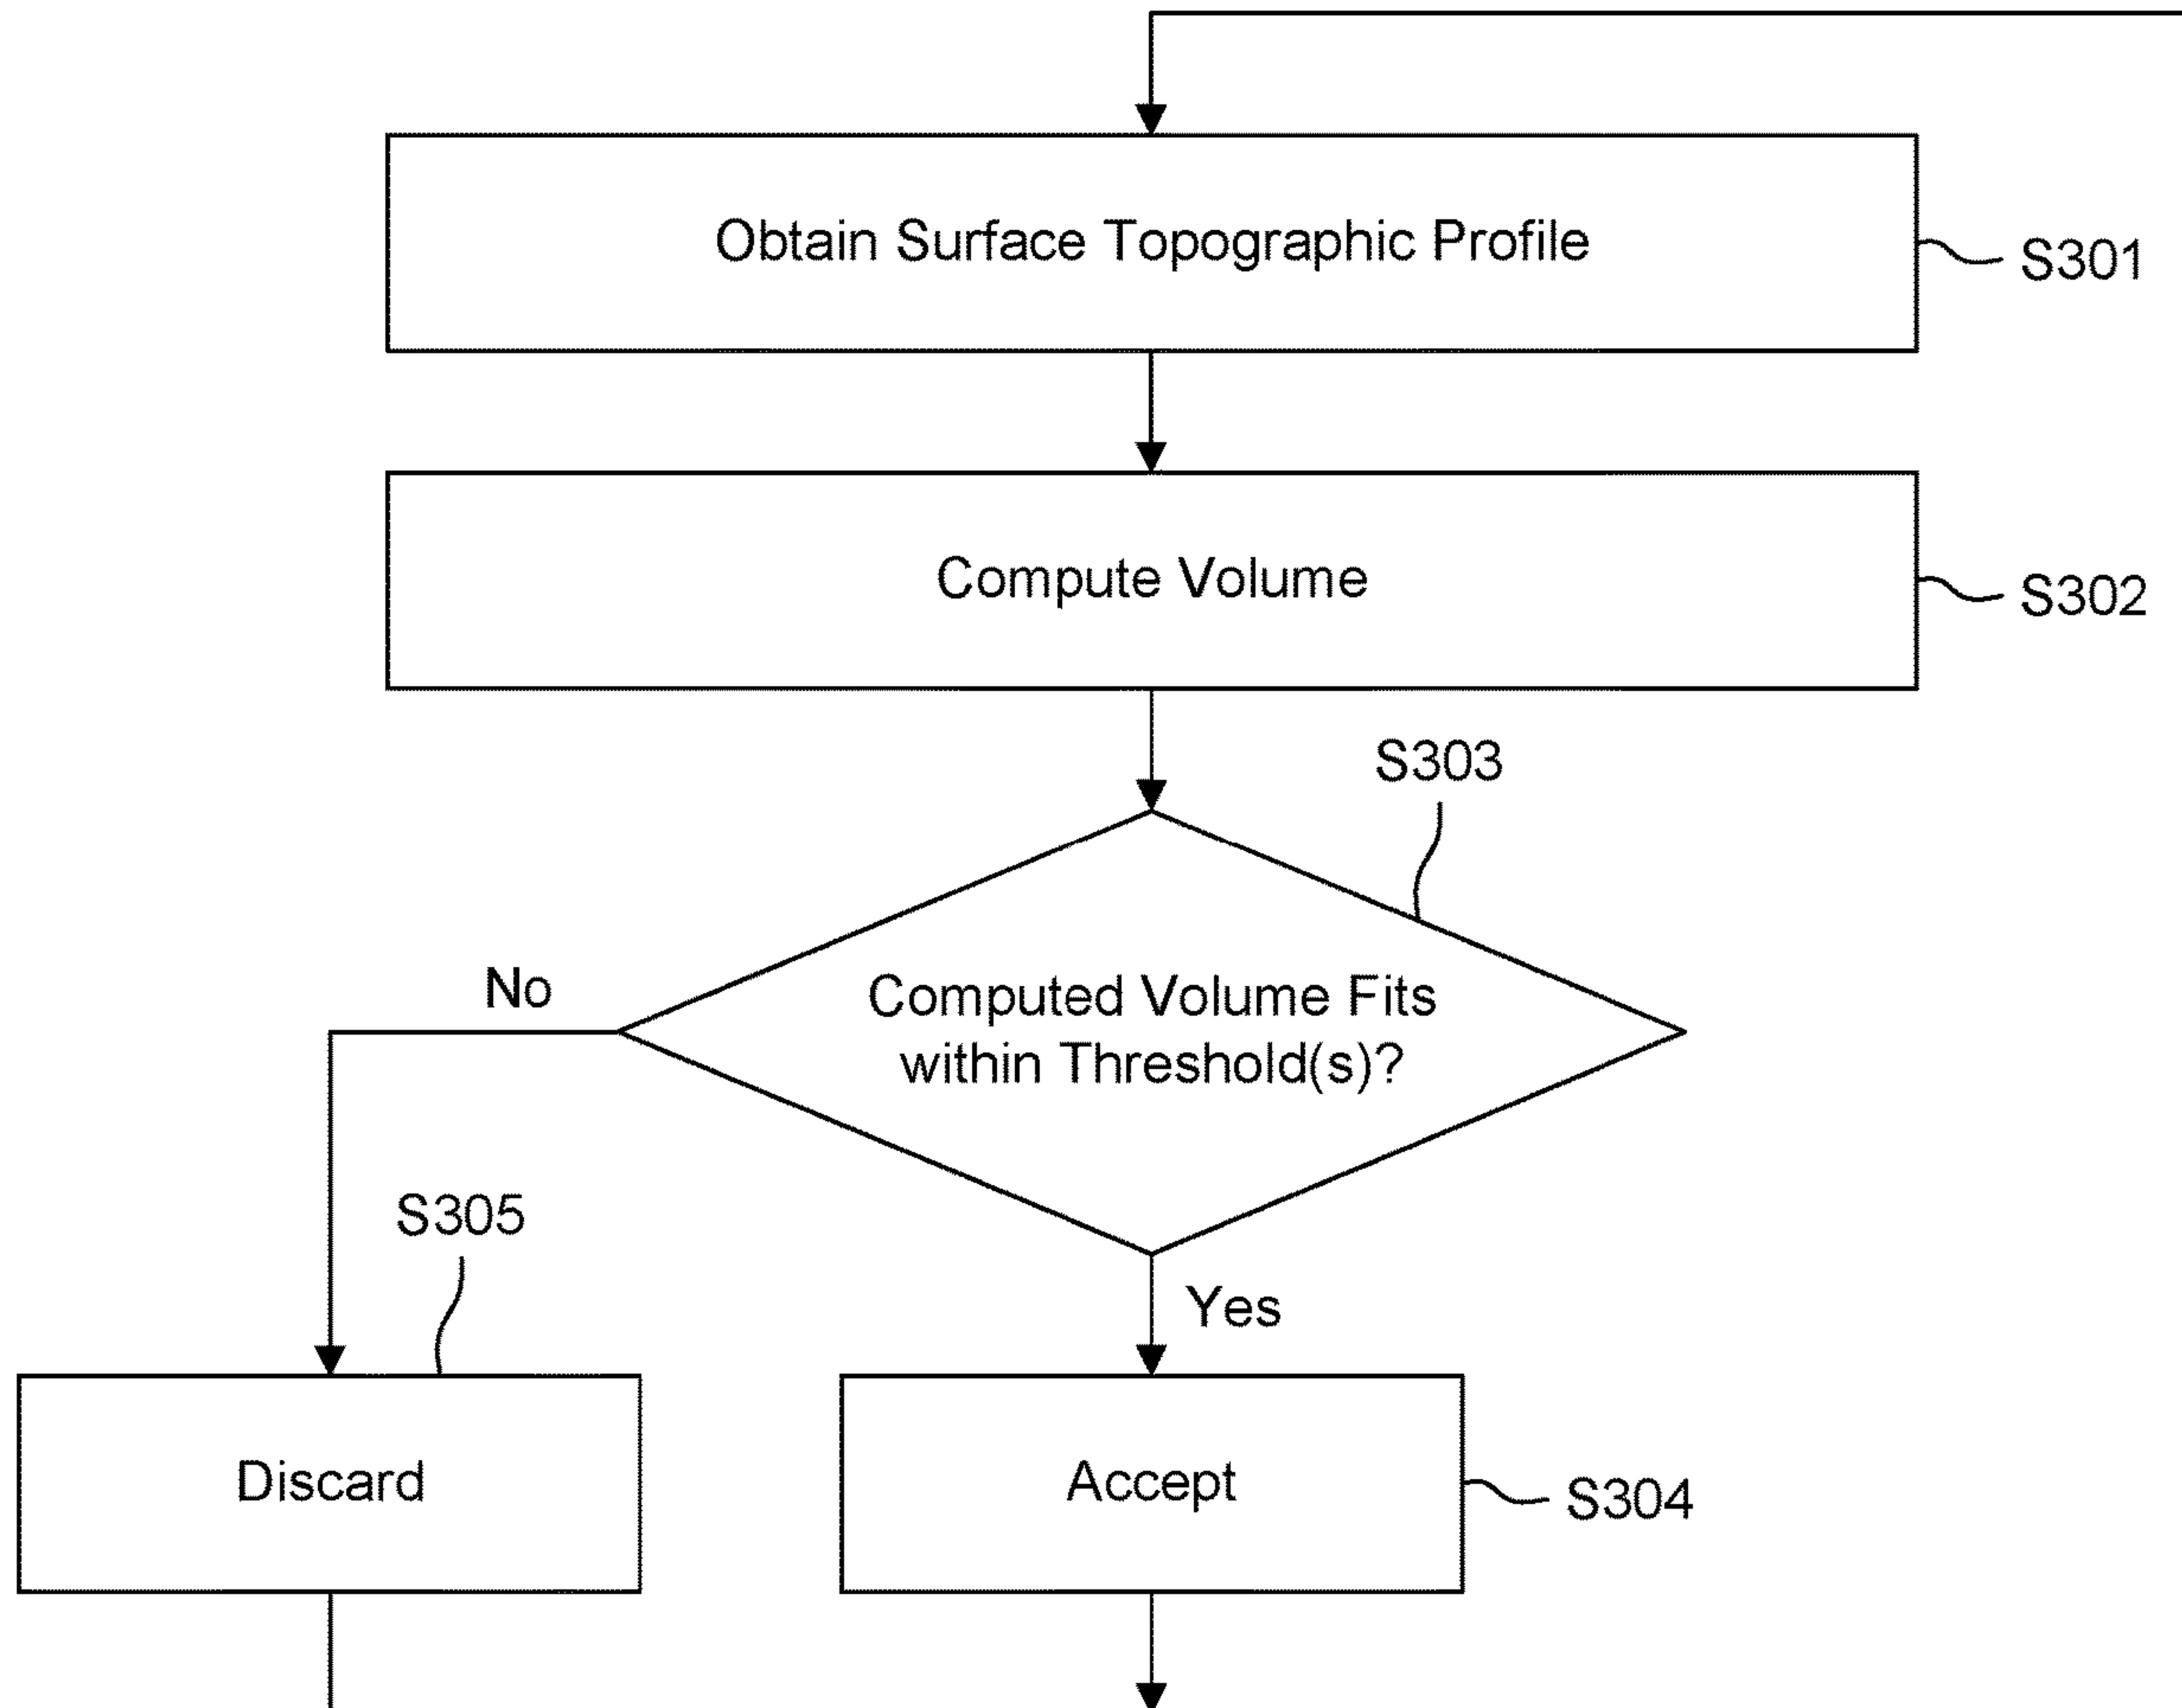 Obtain Surface Topographic Profile
S301
Compute Volume
S302
S303
Computed Volume Fits
within Threshold(s)?
No
Yes
S305
Discard
Accept
S304